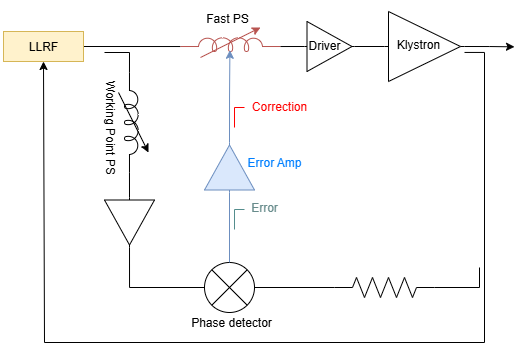 Fast PS
LLRF
Driver
Klystron
Working Point PS
Correction
Error Amp
Error
Phase detector